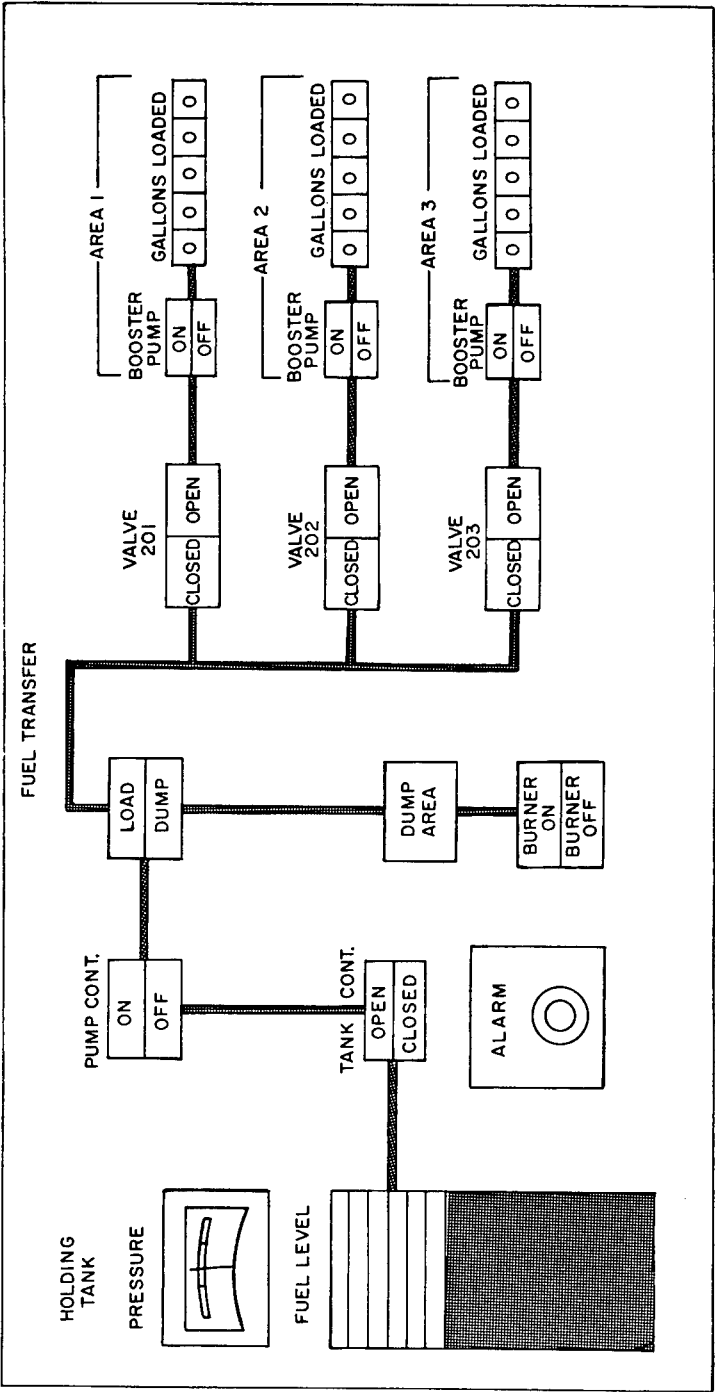 FUEL TRANSFER
HOLDING
TANK
PRESSURE
FUEL LEVEL
PUMP CONT.
ON
OFF
TANK CONT.
OPEN
CLOSED
ALARM
LOAD
DUMP
DUMP
AREA
BURNER
ON
BURNER
OFF
VALVE
201
CLOSED OPEN
AREA 1
BOOSTER
PUMP
ON
OFF
GALLONS LOADED
0 0 0 0 0
VALVE
202
CLOSED OPEN
AREA 2
BOOSTER
PUMP
ON
OFF
GALLONS LOADED
0 0 0 0 0
VALVE
203
CLOSED OPEN
AREA 3
BOOSTER
PUMP
ON
OFF
GALLONS LOADED
0 0 0 0 0